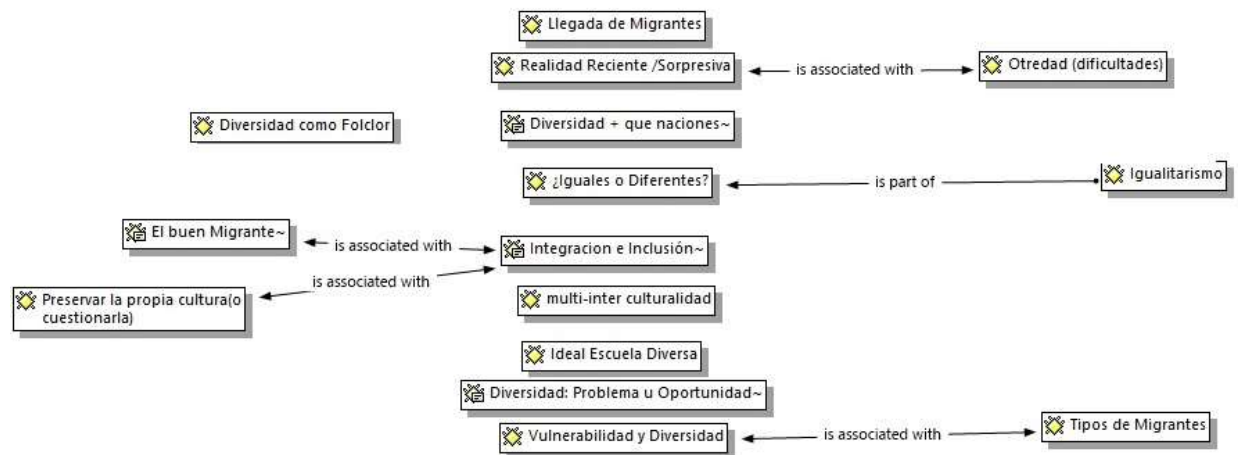 Llegada de Migrantes
Realidad Reciente /Sorpresiva
is associated with
Otredad (dificultades)
Diversidad como Folclor
Diversidad + que naciones~
¿Iguales o Diferentes?
is part of
Igualitarismo
El buen Migrante~
is associated with
Integracion e Inclusión~
is associated with
Preservar la propia cultura(o
cuestionarla)
multi-inter culturalidad
Ideal Escuela Diversa
Diversidad: Problema u Oportunidad~
Vulnerabilidad y Diversidad
is associated with
Tipos de Migrantes